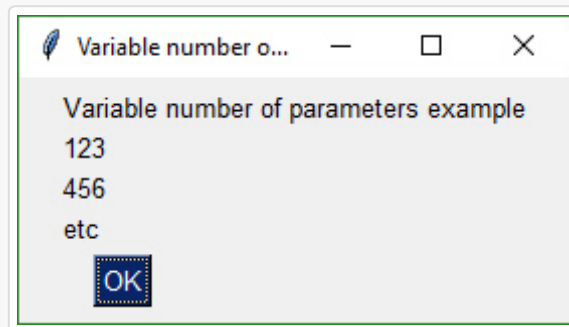 Variable number o...
Variable number of parameters example
123
456
etc
OK